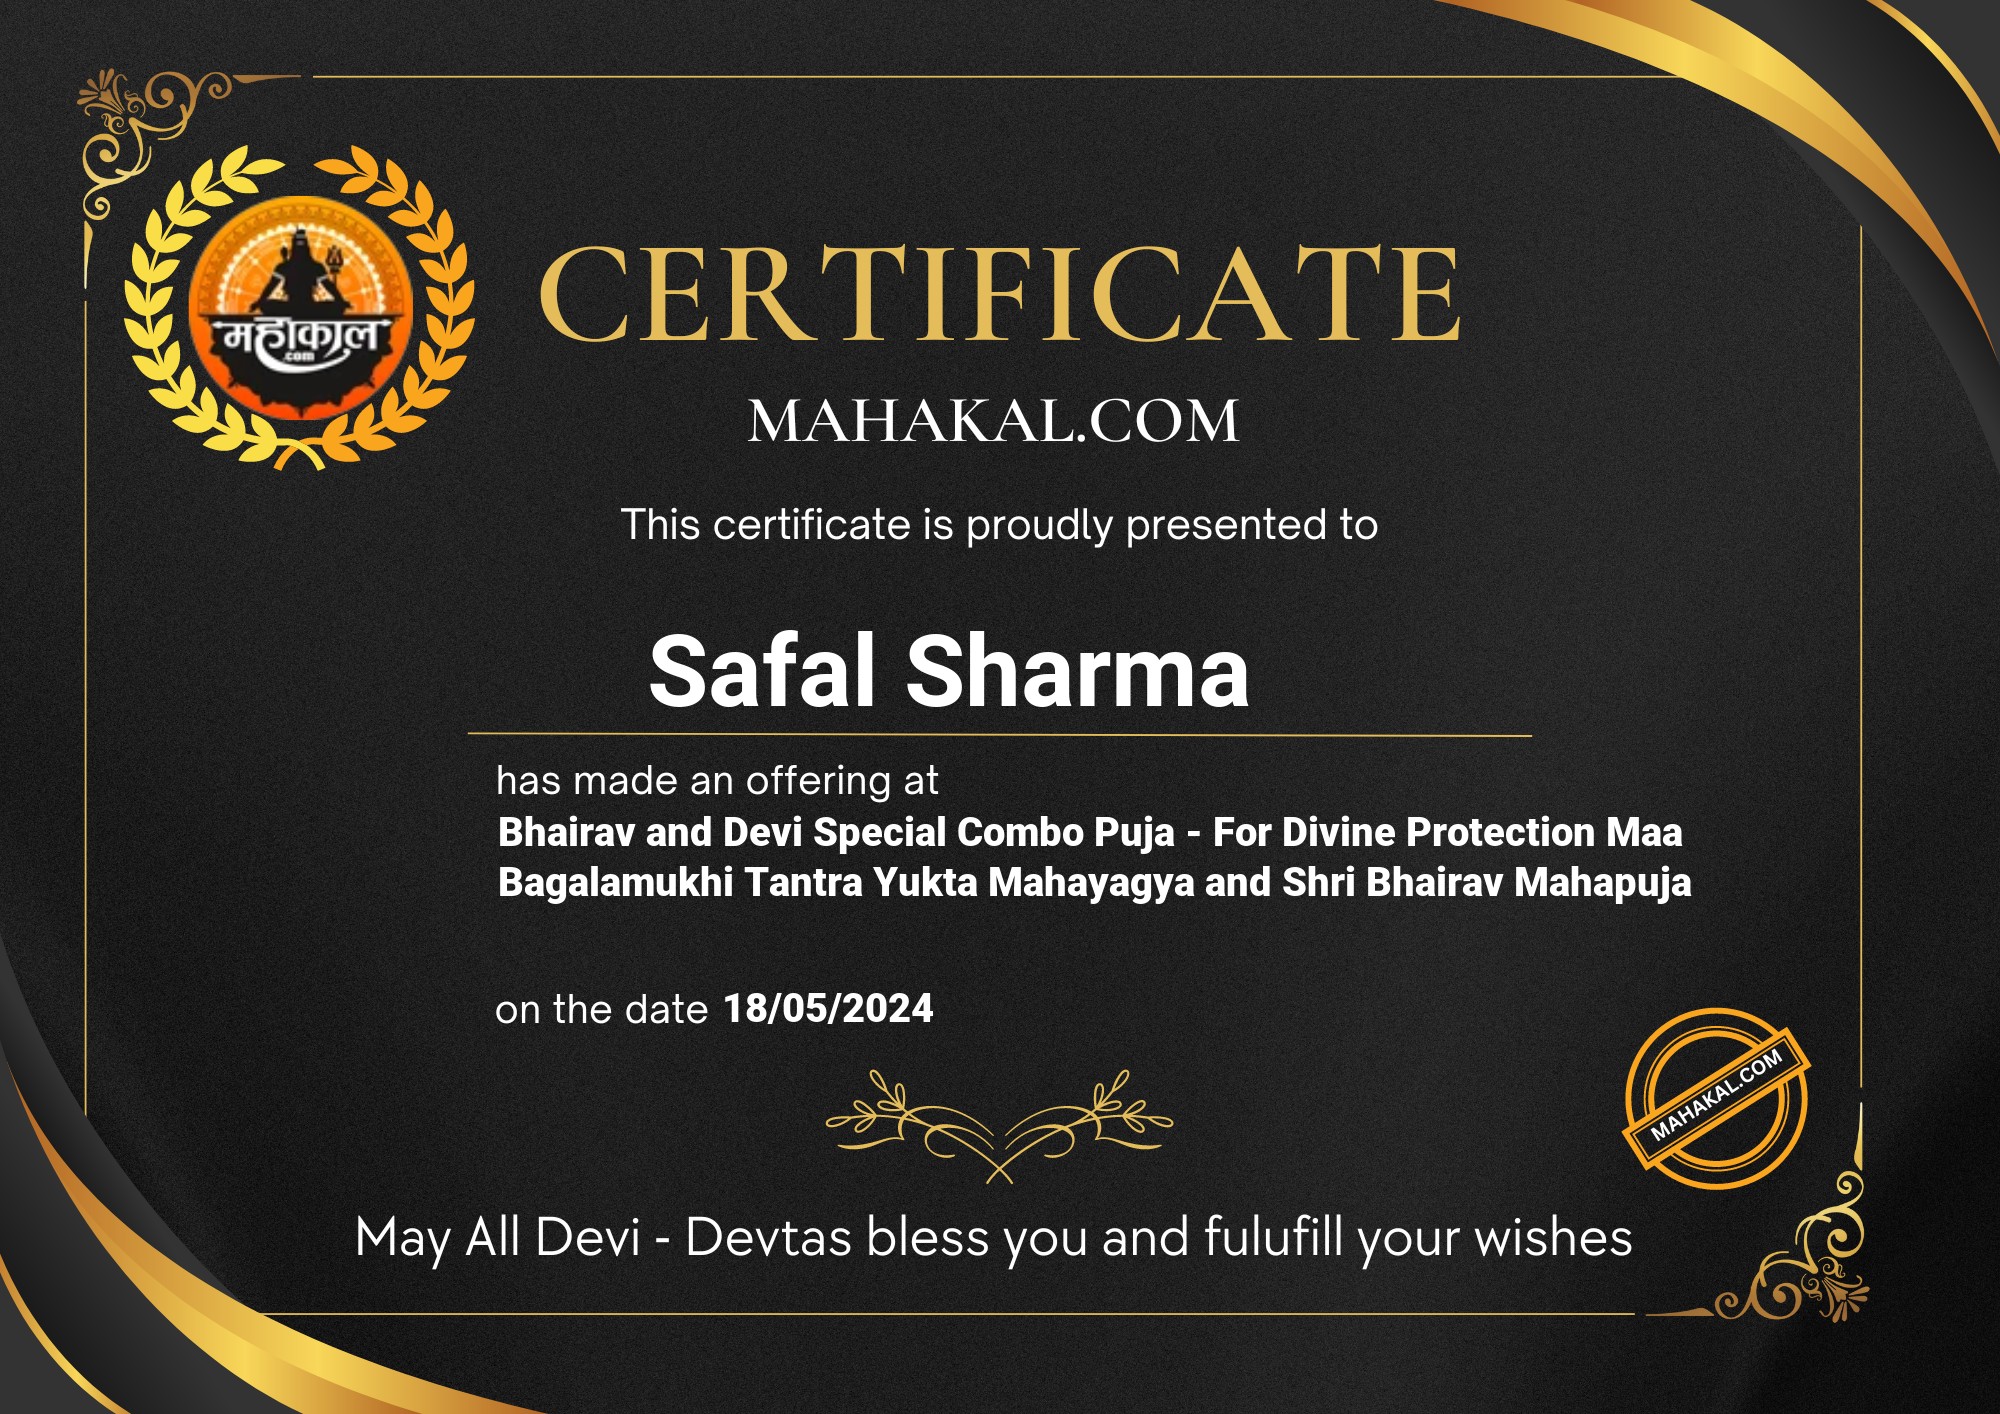 महाकाल
.com
CERTIFICATE
MAHAKAL.COM
This certificate is proudly presented to
Safal Sharma
has made an offering at
Bhairav and Devi Special Combo Puja - For Divine Protection Maa
Bagalamukhi Tantra Yukta Mahayagya and Shri Bhairav Mahapuja
on the date 18/05/2024
MAHAKAL.COM
May All Devi - Devtas bless you and fulufill your wishes